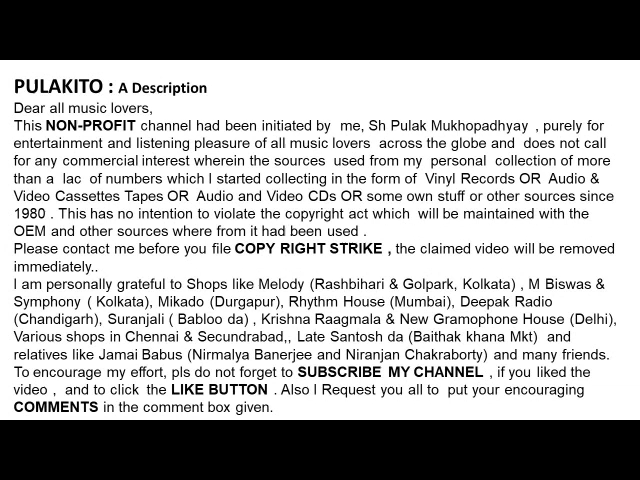 PULAKITO : A Description
Dear all music lovers,
This NON-PROFIT channel had been initiated by me, Sh Pulak Mukhopadhyay , purely for
entertainment and listening pleasure of all music lovers across the globe and does not call
for any commercial interest wherein the sources used from my personal collection of more
than a lac of numbers which I started collecting in the form of Vinyl Records OR Audio &
Video Cassettes Tapes OR Audio and Video CDs OR some own stuff or other sources since
1980 . This has no intention to violate the copyright act which will be maintained with the
OEM and other sources where from it had been used .
Please contact me before you file COPY RIGHT STRIKE , the claimed video will be removed
immediately..
I am personally grateful to Shops like Melody (Rashbihari & Golpark, Kolkata) , M Biswas &
Symphony ( Kolkata), Mikado (Durgapur), Rhythm House (Mumbai), Deepak Radio
(Chandigarh), Suranjali ( Babloo da) , Krishna Raagmala & New Gramophone House (Delhi),
Various shops in Chennai & Secundrabad,, Late Santosh da (Baithak khana Mkt) and
relatives like Jamai Babus (Nirmalya Banerjee and Niranjan Chakraborty) and many friends.
To encourage my effort, pls do not forget to SUBSCRIBE MY CHANNEL , if you liked the
video , and to click the LIKE BUTTON . Also I Request you all to put your encouraging
COMMENTS in the comment box given.